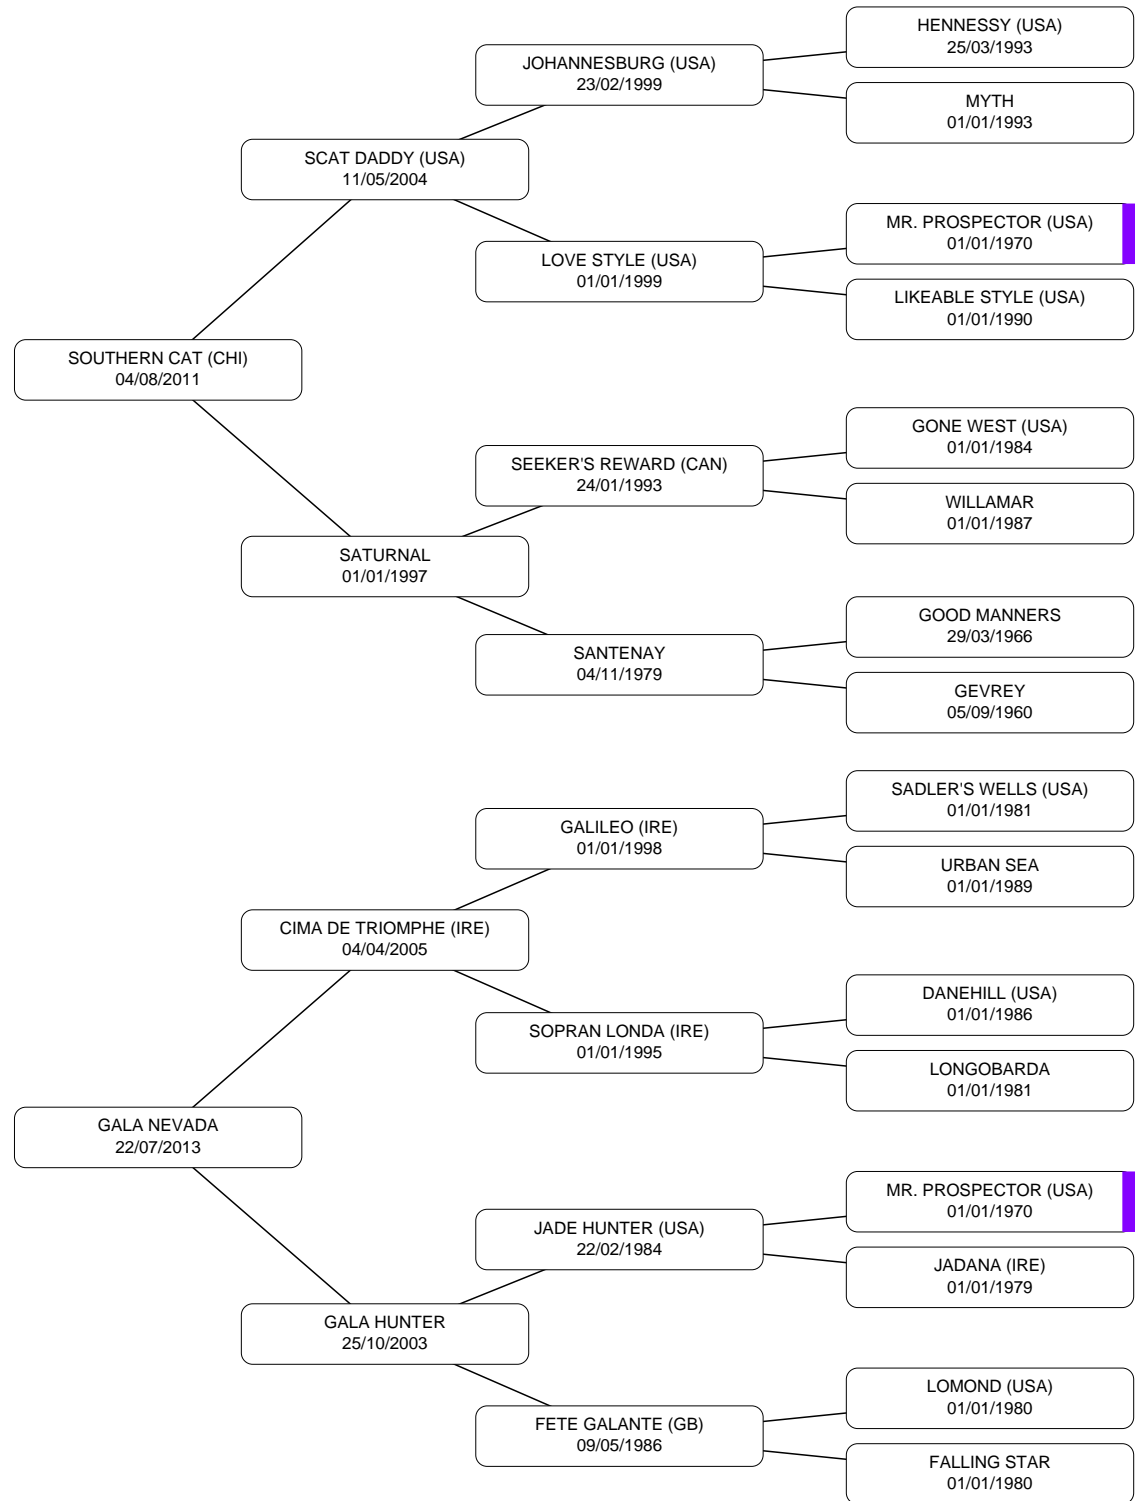 HENNESSY (USA)
25/03/1993
JOHANNESBURG (USA)
23/02/1999
MYTH
01/01/1993
SCAT DADDY (USA)
11/05/2004
MR. PROSPECTOR (USA)
01/01/1970
LOVE STYLE (USA)
01/01/1999
LIKEABLE STYLE (USA)
01/01/1990
SOUTHERN CAT (CHI)
04/08/2011
GONE WEST (USA)
01/01/1984
SEEKER'S REWARD (CAN)
24/01/1993
WILLAMAR
01/01/1987
SATURNAL
01/01/1997
GOOD MANNERS
29/03/1966
SANTENAY
04/11/1979
GEVREY
05/09/1960
SADLER'S WELLS (USA)
01/01/1981
GALILEO (IRE)
01/01/1998
URBAN SEA
01/01/1989
CIMA DE TRIOMPHE (IRE)
04/04/2005
DANEHILL (USA)
01/01/1986
SOPRAN LONDA (IRE)
01/01/1995
LONGOBARDA
01/01/1981
GALA NEVADA
22/07/2013
MR. PROSPECTOR (USA)
01/01/1970
JADE HUNTER (USA)
22/02/1984
JADANA (IRE)
01/01/1979
GALA HUNTER
25/10/2003
LOMOND (USA)
01/01/1980
FETE GALANTE (GB)
09/05/1986
FALLING STAR
01/01/1980